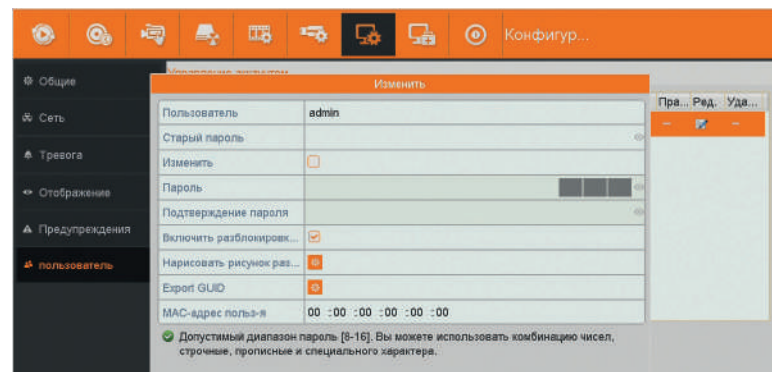 Конфигур...
Управление аккаунтом
Изменить
Общие
Сеть
Тревога
Отображение
Предупреждения
пользователь
Пра... Ред. Уда...
Пользователь admin
Старый пароль
Изменить
Пароль
Подтверждение пароля
Включить разблокировк...
Нарисовать рисунок раз...
Export GUID
MAC-адрес польз-я 00 :00 :00 :00 :00 :00
Допустимый диапазон пароль [8-16]. Вы можете использовать комбинацию чисел,
строчные, прописные и специального характера.